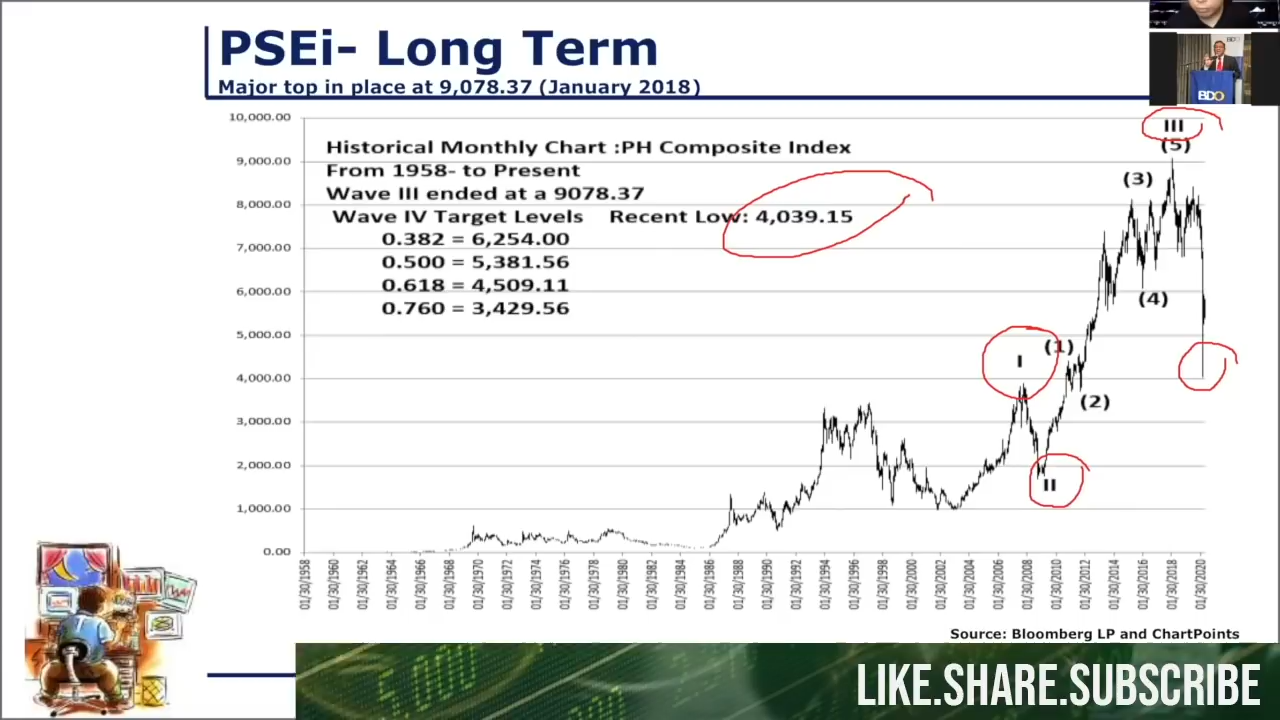 PSEi- Long Term
Major top in place at 9,078.37 (January 2018)
BDO
BDO
10,000.00
9,000.00
8,000.00
7,000.00
6,000.00
5,000.00
4,000.00
3,000.00
2,000.00
1,000.00
0.00
Historical Monthly Chart :PH Composite Index
From 1958- to Present
Wave III ended at a 9078.37
Wave IV Target Levels Recent Low: 4,039.15
0.382 = 6,254.00
0.500 = 5,381.56
0.618 = 4,509.11
0.760 = 3,429.56
III
(5)
(3)
(4)
(1)
I
(2)
II
01/30/1958
01/30/1960
01/30/1962
01/30/1964
01/30/1966
01/30/1968
01/30/1970
01/30/1972
01/30/1974
01/30/1976
01/30/1978
01/30/1980
01/30/1982
01/30/1984
01/30/1986
01/30/1988
01/30/1990
01/30/1992
01/30/1994
01/30/1996
01/30/1998
01/30/2000
01/30/2002
01/30/2004
01/30/2006
01/30/2008
01/30/2010
01/30/2012
01/30/2014
01/30/2016
01/30/2018
01/30/2020
Source: Bloomberg LP and ChartPoints
LIKE.SHARE.SUBSCRIBE